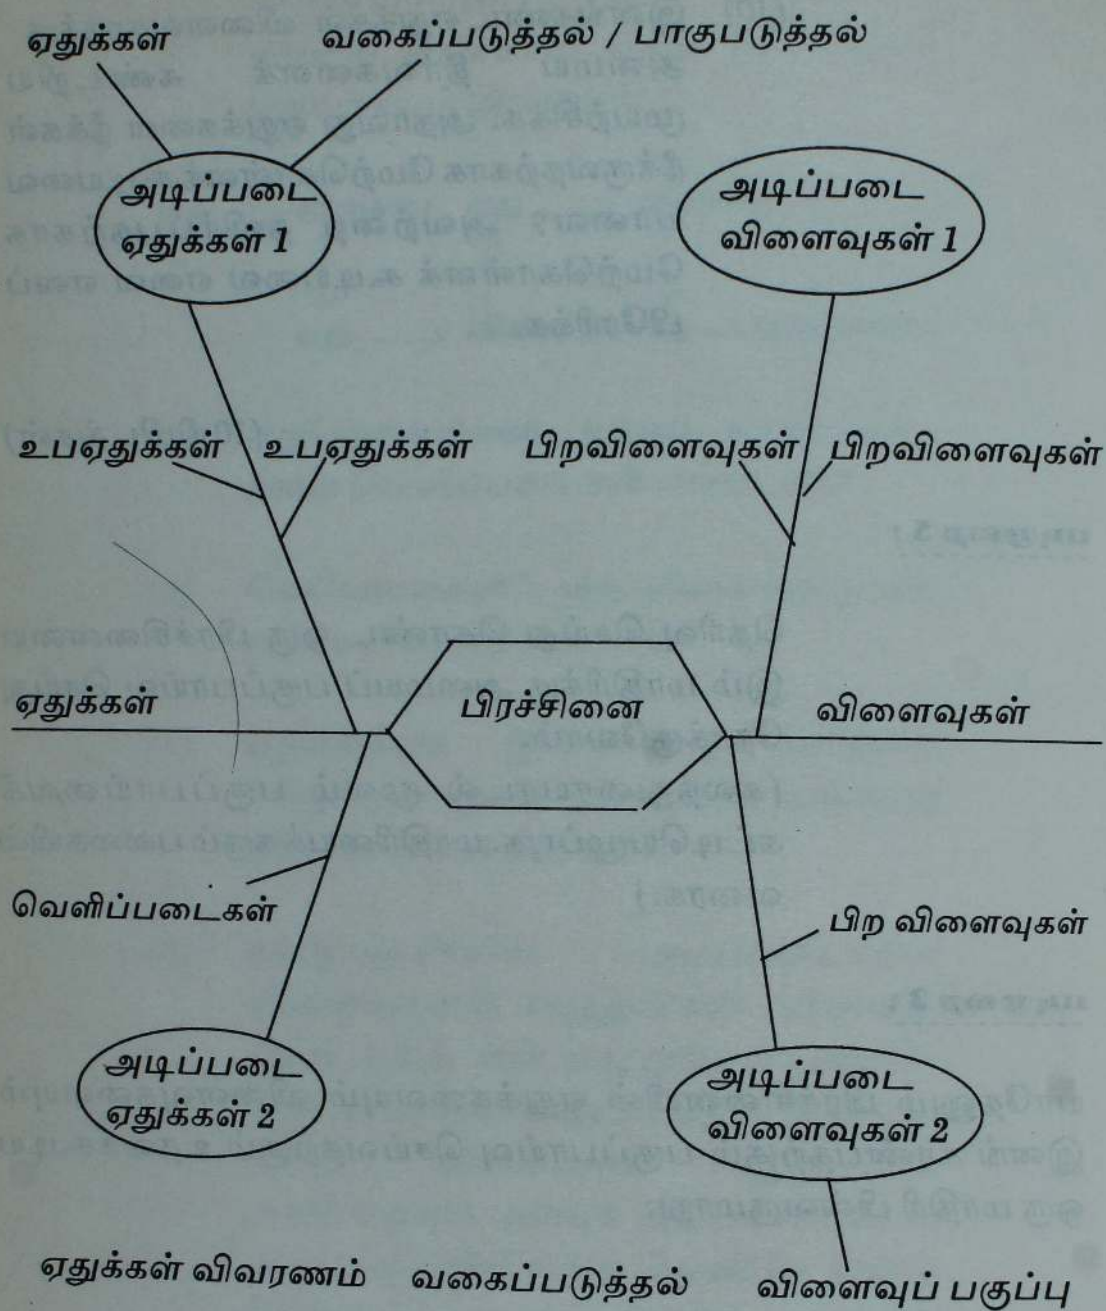 ஏதுக்கள்
வகைப்படுத்தல் / பாகுபடுத்தல்
அடிப்படை
ஏதுக்கள் 1
அடிப்படை
விளைவுகள் 1
உபஏதுக்கள்
உபஏதுக்கள்
பிறவிளைவுகள்
பிறவிளைவுகள்
ஏதுக்கள்
பிரச்சினை
விளைவுகள்
வெளிப்படைகள்
பிற விளைவுகள்
அடிப்படை
ஏதுக்கள் 2
அடிப்படை
விளைவுகள் 2
ஏதுக்கள் விவரணம்
வகைப்படுத்தல்
விளைவுப் பகுப்பு